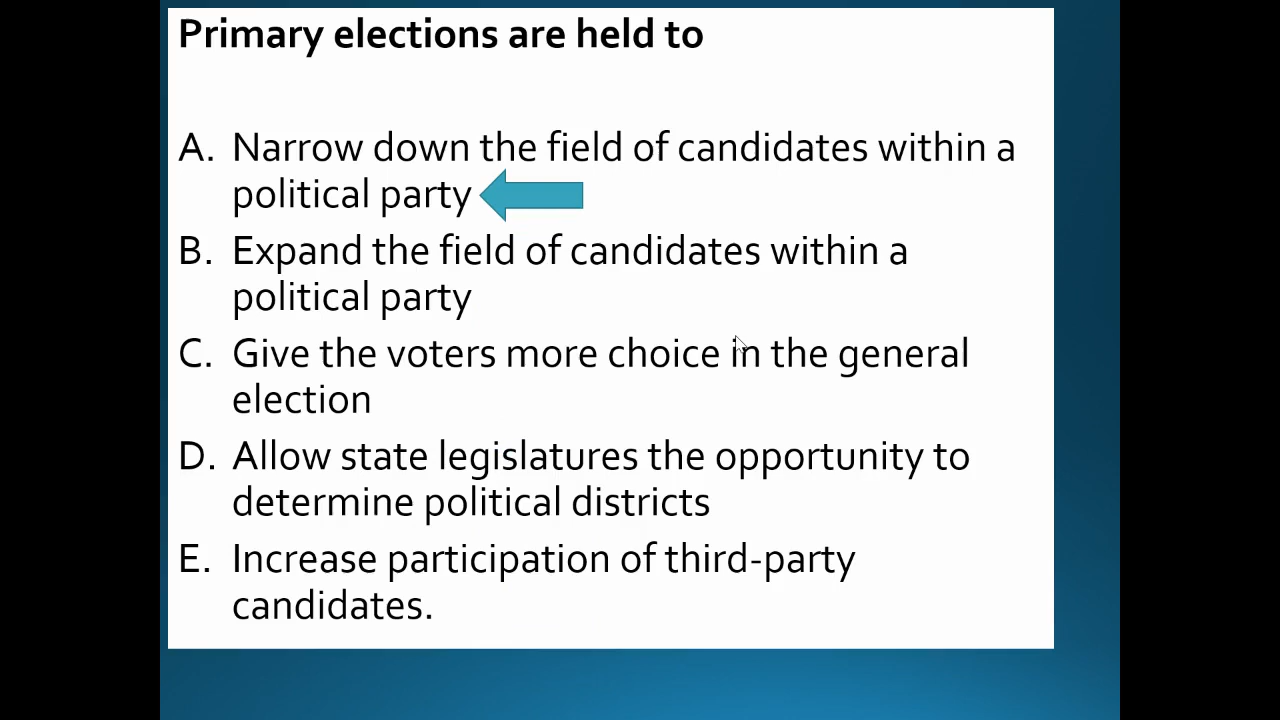 Primary elections are held to
A. Narrow down the field of candidates within a
political party
B. Expand the field of candidates within a
political party
C. Give the voters more choice in the general
election
D. Allow state legislatures the opportunity to
determine political districts
E. Increase participation of third-party
candidates.